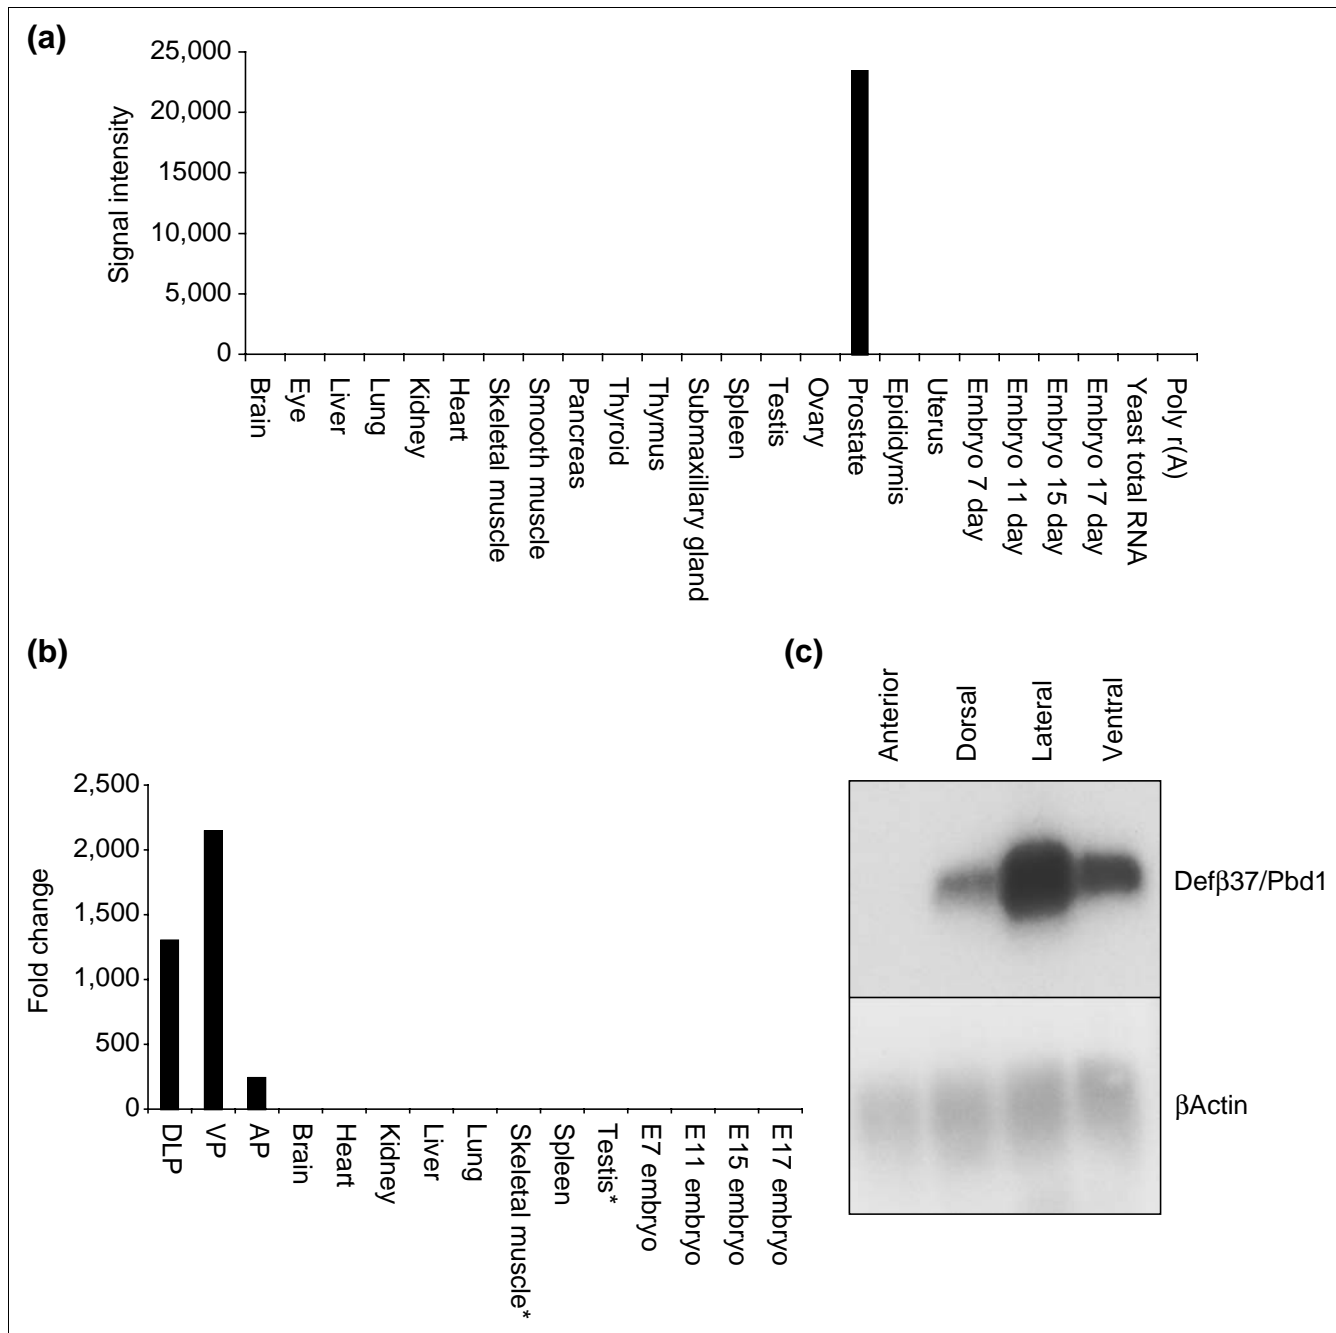 (a)
25,000
20,000
15000
10,000
5,000
0
Signal intensity
Brain
Eye
Liver
Lung
Kidney
Heart
Skeletal muscle
Smooth muscle
Pancreas
Thyroid
Thymus
Submaxillary gland
Spleen
Testis
Ovary
Prostate
Epididymis
Uterus
Embryo 7 day
Embryo 11 day
Embryo 15 day
Embryo 17 day
Yeast total RNA
Poly r(A)
(b)
2,500
2,000
1,500
1,000
500
0
Fold change
DLP
VP
AP
Brain
Heart
Kidney
Liver
Lung
Skeletal muscle*
Spleen
Testis*
E7 embryo
E11 embryo
E15 embryo
E17 embryo
(c)
Anterior
Dorsal
Lateral
Ventral
Defβ37/Pbd1
βActin